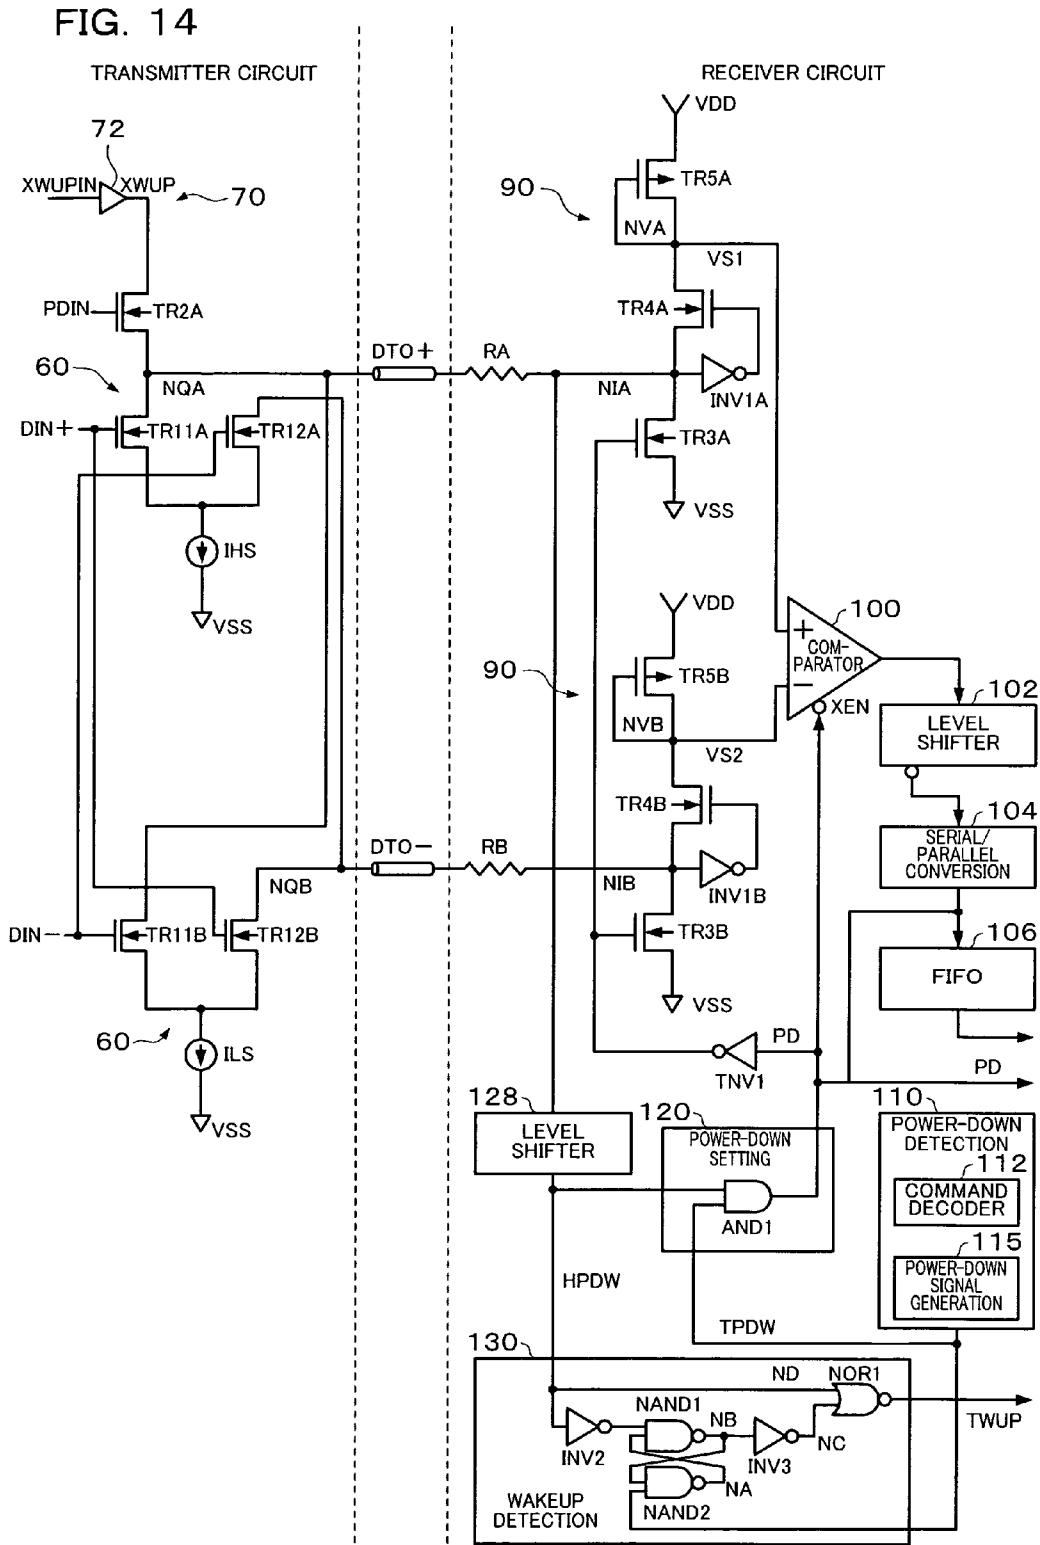 FIG. 14
TRANSMITTER CIRCUIT
RECEIVER CIRCUIT
VDD
72
XWUPIN
XWUP
70
90
TR5A
NVA
VS1
PDIN
TR2A
TR4A
60
DTO+
RA
NQA
NIA
INV1A
DIN+
TR11A
TR12A
TR3A
VSS
IHS
VSS
VDD
100
+
COM-
PARATOR
−
90
TR5B
XEN
102
NVB
VS2
LEVEL
SHIFTER
TR4B
104
DTO−
RB
SERIAL/
PARALLEL
CONVERSION
NQB
NIB
INV1B
DIN−
TR11B
TR12B
TR3B
106
FIFO
VSS
60
ILS
PD
TNV1
PD
VSS
128
LEVEL
SHIFTER
120
POWER-DOWN
SETTING
AND1
110
POWER-DOWN
DETECTION
112
COMMAND
DECODER
115
POWER-DOWN
SIGNAL
GENERATION
HPDW
TPDW
130
ND
NOR1
TWUP
NAND1
NB
INV2
INV3
NC
NA
NAND2
WAKEUP
DETECTION